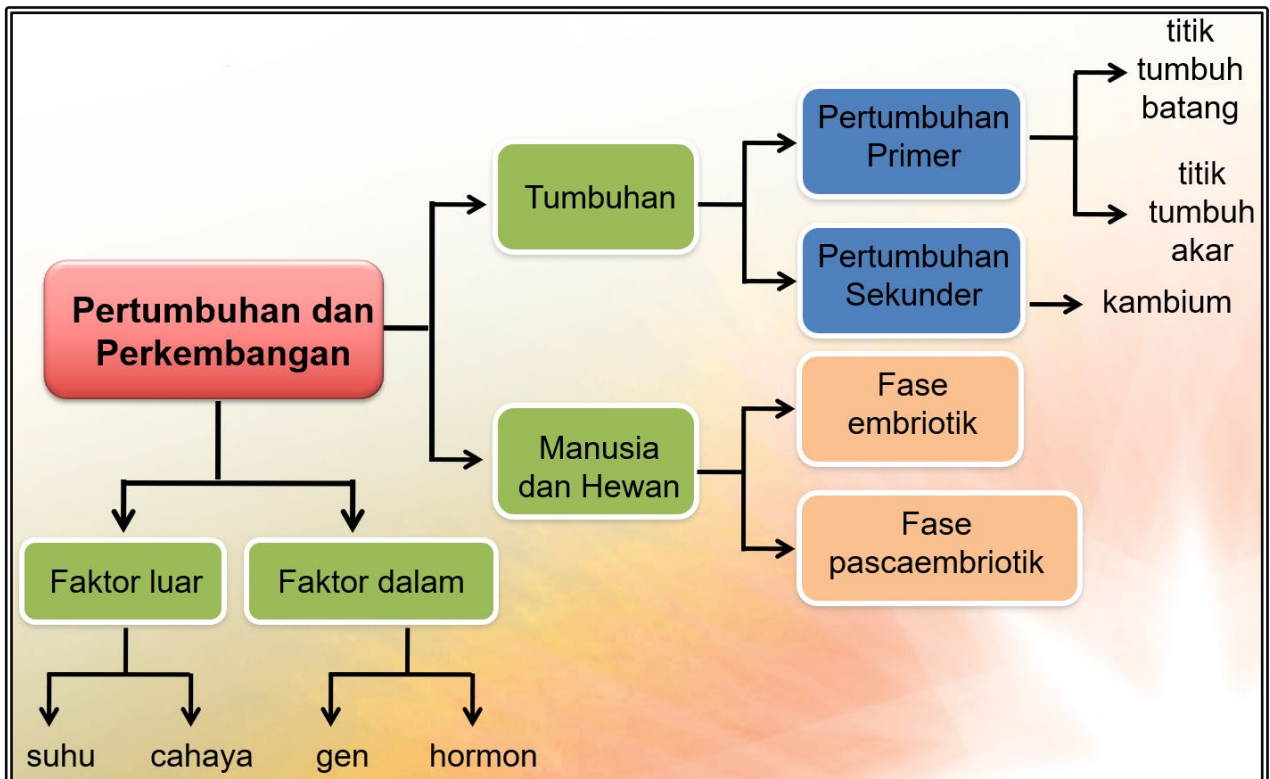 Pertumbuhan dan
Perkembangan
Tumbuhan
Pertumbuhan
Primer
titik
tumbuh
batang
titik
tumbuh
akar
Pertumbuhan
Sekunder
kambium
Manusia
dan Hewan
Fase
embriotik
Fase
pascaembriotik
Faktor luar
suhu
cahaya
Faktor dalam
gen
hormon